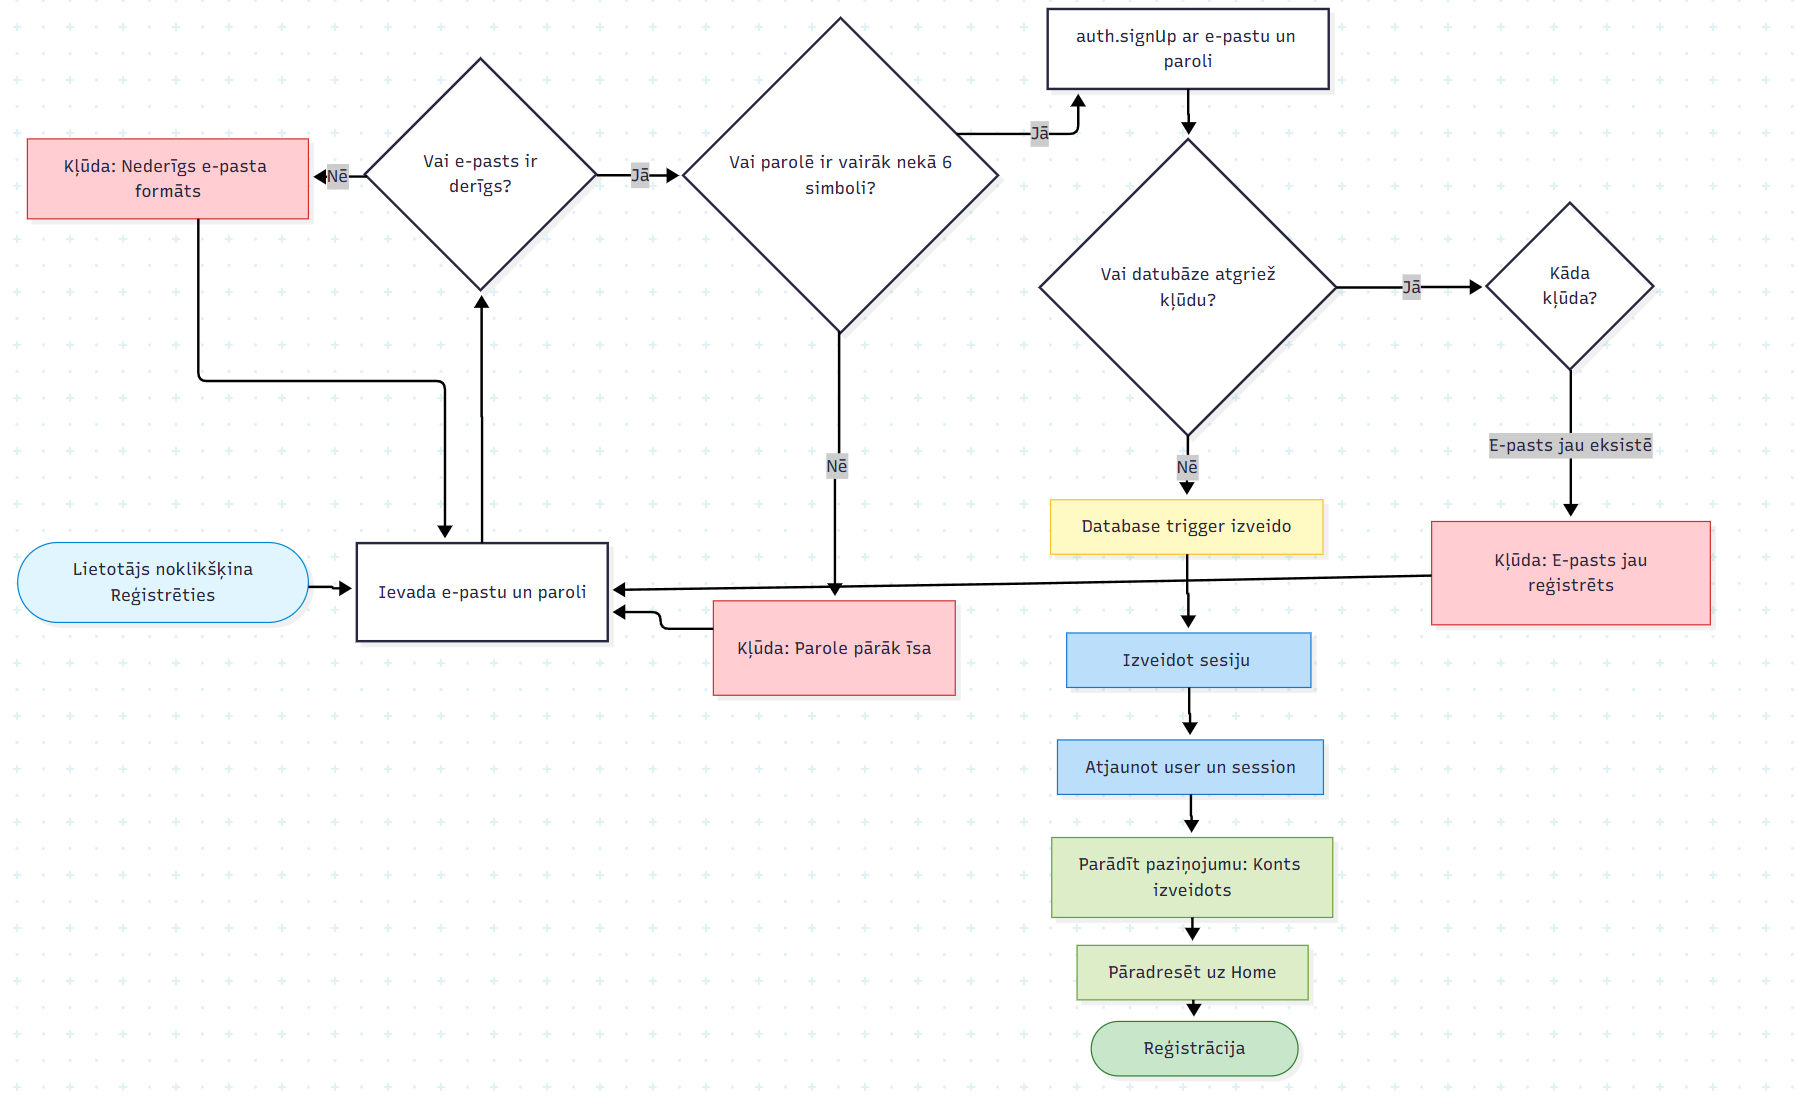 auth.signUp ar e-pastu un
paroli
Kļūda: Nederīgs e-pasta
formāts
Nē
Vai e-pasts ir
derīgs?
Jā
Vai parolē ir vairāk nekā 6
simboli?
Jā
Vai datubāze atgriež
kļūdu?
Jā
Kāda
kļūda?
Nē
Nē
E-pasts jau eksistē
Database trigger izveido
Kļūda: E-pasts jau
reģistrēts
Lietotājs noklikšķina
Reģistrēties
Ievada e-pastu un paroli
Kļūda: Parole pārāk īsa
Izveidot sesiju
Atjaunot user un session
Parādīt paziņojumu: Konts
izveidots
Pāradresēt uz Home
Reģistrācija